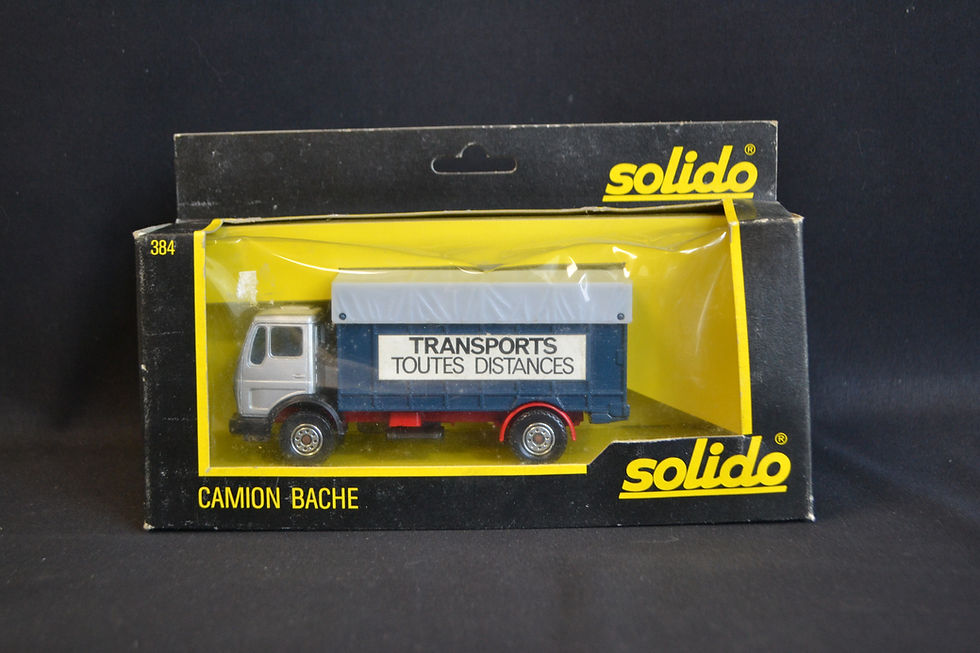 solido®
384
TRANSPORTS
TOUTES DISTANCES
CAMION BACHE
solido®